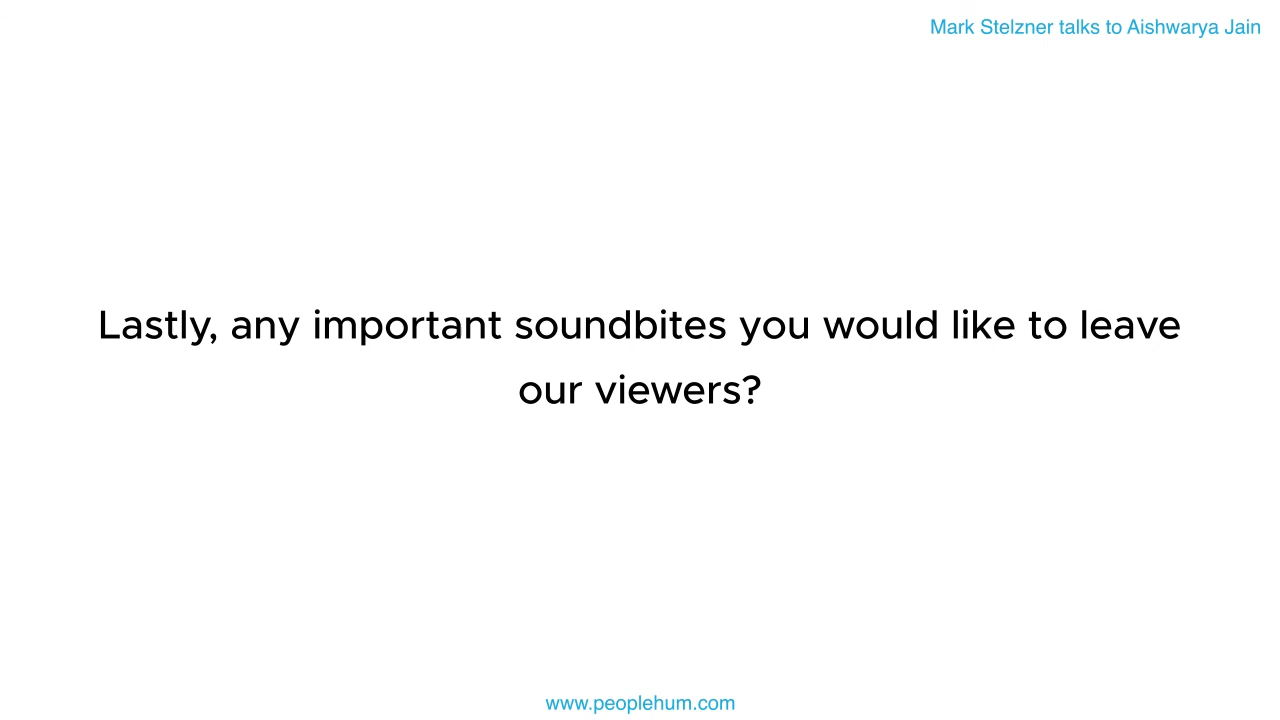 Mark Stelzner talks to Aishwarya Jain
Lastly, any important soundbites you would like to leave
our viewers?
www.peoplehum.com